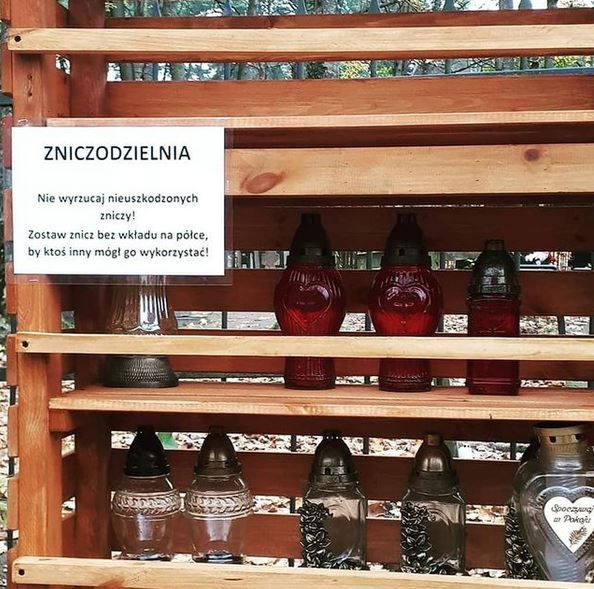 ZNICZODZIELNIA
Nie wyrzucaj nieuszkodzonych
zniczy!
Zostaw znicz bez wkładu na półce,
by ktoś inny mógł go wykorzystać!
Spoczywaj
w Pokoju